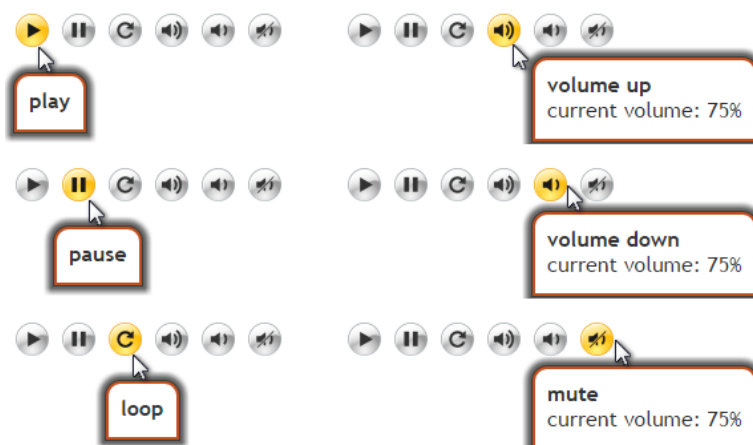 play
volume up
current volume: 75%
pause
volume down
current volume: 75%
loop
mute
current volume: 75%